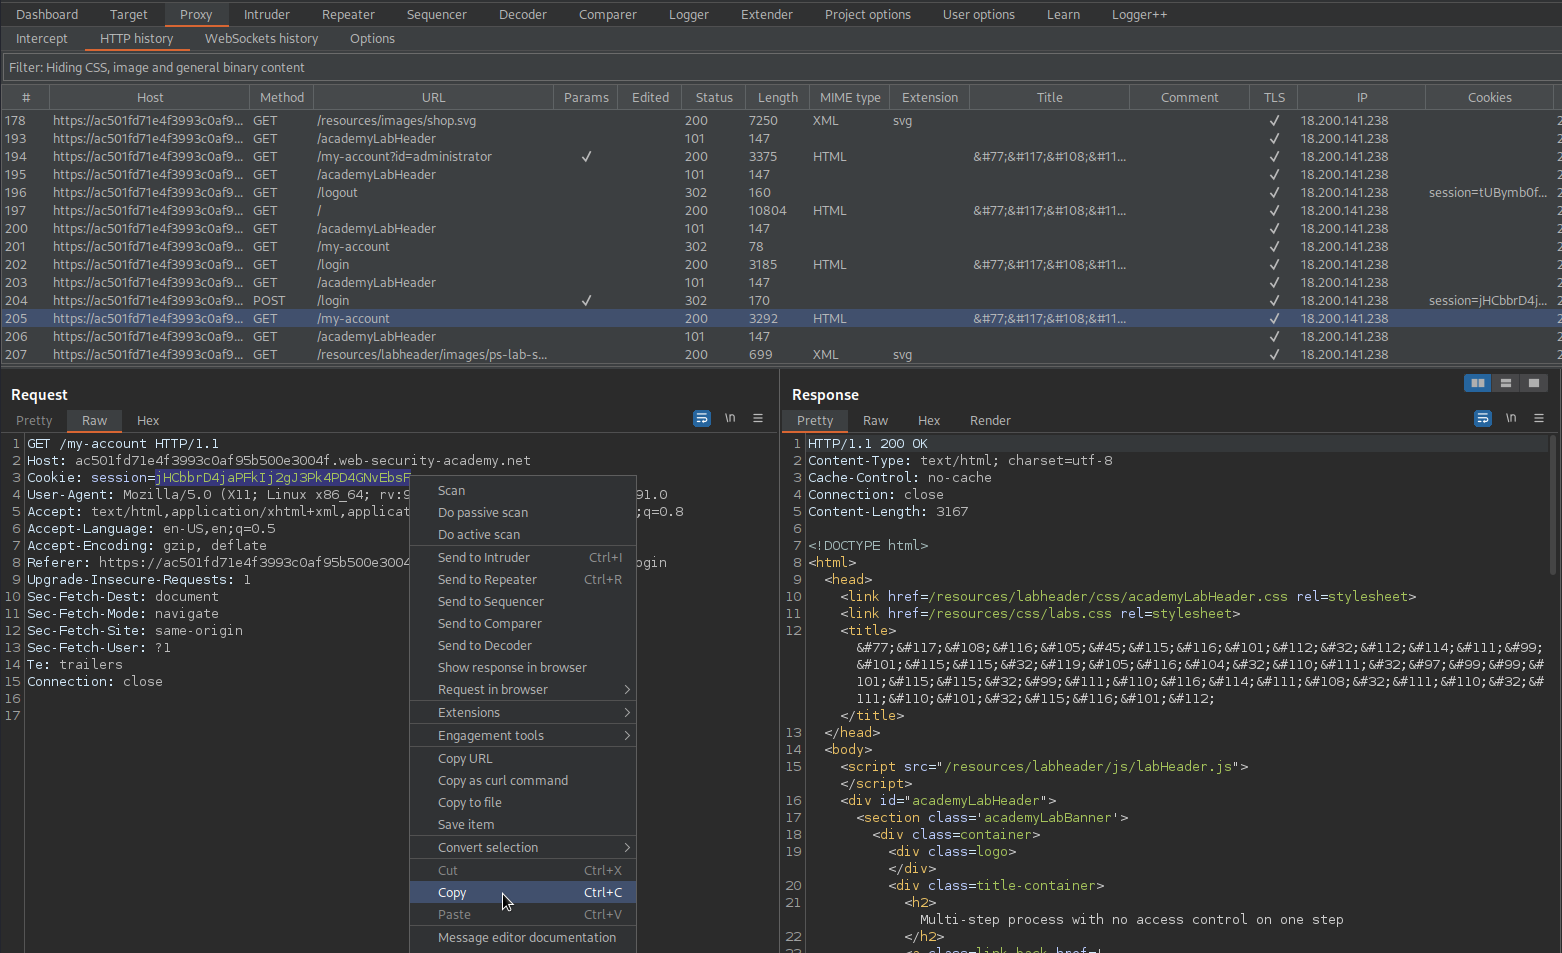 Dashboard Target Proxy Intruder Repeater Sequencer Decoder Comparer Logger Extender Project options User options Learn Logger++
Intercept HTTP history WebSockets history Options
Filter: Hiding CSS, image and general binary content
# Host Method URL Params Edited Status Length MIME type Extension Title Comment TLS IP Cookies
178 https://ac501fd71e4f3993c0af9... GET /resources/images/shop.svg 200 7250 XML svg ✓ 18.200.141.238 2
193 https://ac501fd71e4f3993c0af9... GET /academyLabHeader 101 147 ✓ 18.200.141.238 2
194 https://ac501fd71e4f3993c0af9... GET /my-account?id=administrator ✓ 200 3375 HTML &#77;&#117;&#108;&#11... ✓ 18.200.141.238 2
195 https://ac501fd71e4f3993c0af9... GET /academyLabHeader 101 147 ✓ 18.200.141.238 2
196 https://ac501fd71e4f3993c0af9... GET /logout 302 160 ✓ 18.200.141.238 session=tUBymb0f... 2
197 https://ac501fd71e4f3993c0af9... GET / 200 10804 HTML &#77;&#117;&#108;&#11... ✓ 18.200.141.238 2
200 https://ac501fd71e4f3993c0af9... GET /academyLabHeader 101 147 ✓ 18.200.141.238 2
201 https://ac501fd71e4f3993c0af9... GET /my-account 302 78 ✓ 18.200.141.238 2
202 https://ac501fd71e4f3993c0af9... GET /login 200 3185 HTML &#77;&#117;&#108;&#11... ✓ 18.200.141.238 2
203 https://ac501fd71e4f3993c0af9... GET /academyLabHeader 101 147 ✓ 18.200.141.238 2
204 https://ac501fd71e4f3993c0af9... POST /login ✓ 302 170 ✓ 18.200.141.238 session=jHCbbrD4j... 2
205 https://ac501fd71e4f3993c0af9... GET /my-account 200 3292 HTML &#77;&#117;&#108;&#11... ✓ 18.200.141.238 2
206 https://ac501fd71e4f3993c0af9... GET /academyLabHeader 101 147 ✓ 18.200.141.238 2
207 https://ac501fd71e4f3993c0af9... GET /resources/labheader/images/ps-lab-s... 200 699 XML svg ✓ 18.200.141.238 2
Request
Pretty Raw Hex \n
1 GET /my-account HTTP/1.1
2 Host: ac501fd71e4f3993c0af95b500e3004f.web-security-academy.net
3 Cookie: session=jHCbbrD4jaPFkIj2gJ3Pk4PD4GNvEbsF
4 User-Agent: Mozilla/5.0 (X11; Linux x86_64; rv:9 91.0
5 Accept: text/html,application/xhtml+xml,applicat ;q=0.8
6 Accept-Language: en-US,en;q=0.5
7 Accept-Encoding: gzip, deflate
8 Referer: https://ac501fd71e4f3993c0af95b500e3004 ogin
9 Upgrade-Insecure-Requests: 1
10 Sec-Fetch-Dest: document
11 Sec-Fetch-Mode: navigate
12 Sec-Fetch-Site: same-origin
13 Sec-Fetch-User: ?1
14 Te: trailers
15 Connection: close
16
17
Scan
Do passive scan
Do active scan
Send to Intruder Ctrl+I
Send to Repeater Ctrl+R
Send to Sequencer
Send to Comparer
Send to Decoder
Show response in browser
Request in browser
Extensions
Engagement tools
Copy URL
Copy as curl command
Copy to file
Save item
Convert selection
Cut Ctrl+X
Copy Ctrl+C
Paste Ctrl+V
Message editor documentation
Response
Pretty Raw Hex Render \n
1 HTTP/1.1 200 OK
2 Content-Type: text/html; charset=utf-8
3 Cache-Control: no-cache
4 Connection: close
5 Content-Length: 3167
6
7 <!DOCTYPE html>
8 <html>
9 <head>
10 <link href=/resources/labheader/css/academyLabHeader.css rel=stylesheet>
11 <link href=/resources/css/labs.css rel=stylesheet>
12 <title>
&#77;&#117;&#108;&#116;&#105;&#45;&#115;&#116;&#101;&#112;&#32;&#112;&#114;&#111;&#99;
&#101;&#115;&#115;&#32;&#119;&#105;&#116;&#104;&#32;&#110;&#111;&#32;&#97;&#99;&#99;&#
101;&#115;&#115;&#32;&#99;&#111;&#110;&#116;&#114;&#111;&#108;&#32;&#111;&#110;&#32;&#
111;&#110;&#101;&#32;&#115;&#116;&#101;&#112;
</title>
13 </head>
14 <body>
15 <script src="/resources/labheader/js/labHeader.js">
</script>
16 <div id="academyLabHeader">
17 <section class='academyLabBanner'>
18 <div class=container>
19 <div class=logo>
</div>
20 <div class=title-container>
21 <h2>
Multi-step process with no access control on one step
22 </h2>